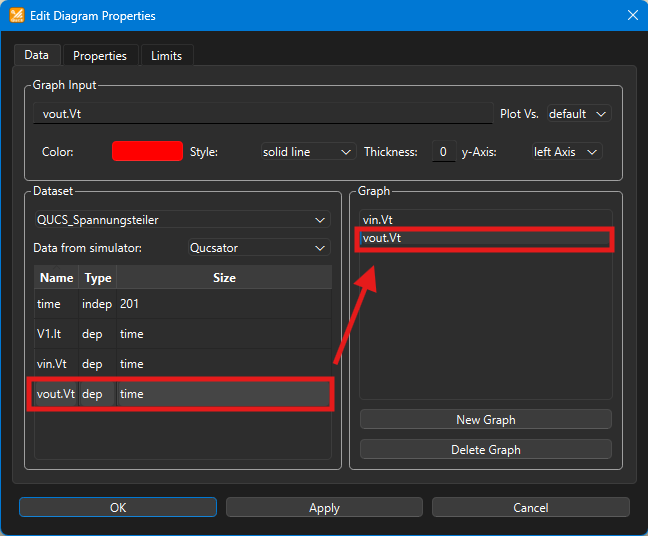 Edit Diagram Properties
Data Properties Limits
Graph Input
vout.Vt Plot Vs. default
Color: Style: solid line Thickness: 0 y-Axis: left Axis
Dataset
QUCS_Spannungsteiler
Data from simulator: Qucsator
Name Type Size
time indep 201
V1.It dep time
vin.Vt dep time
vout.Vt dep time
Graph
vin.Vt
vout.Vt
New Graph
Delete Graph
OK Apply Cancel